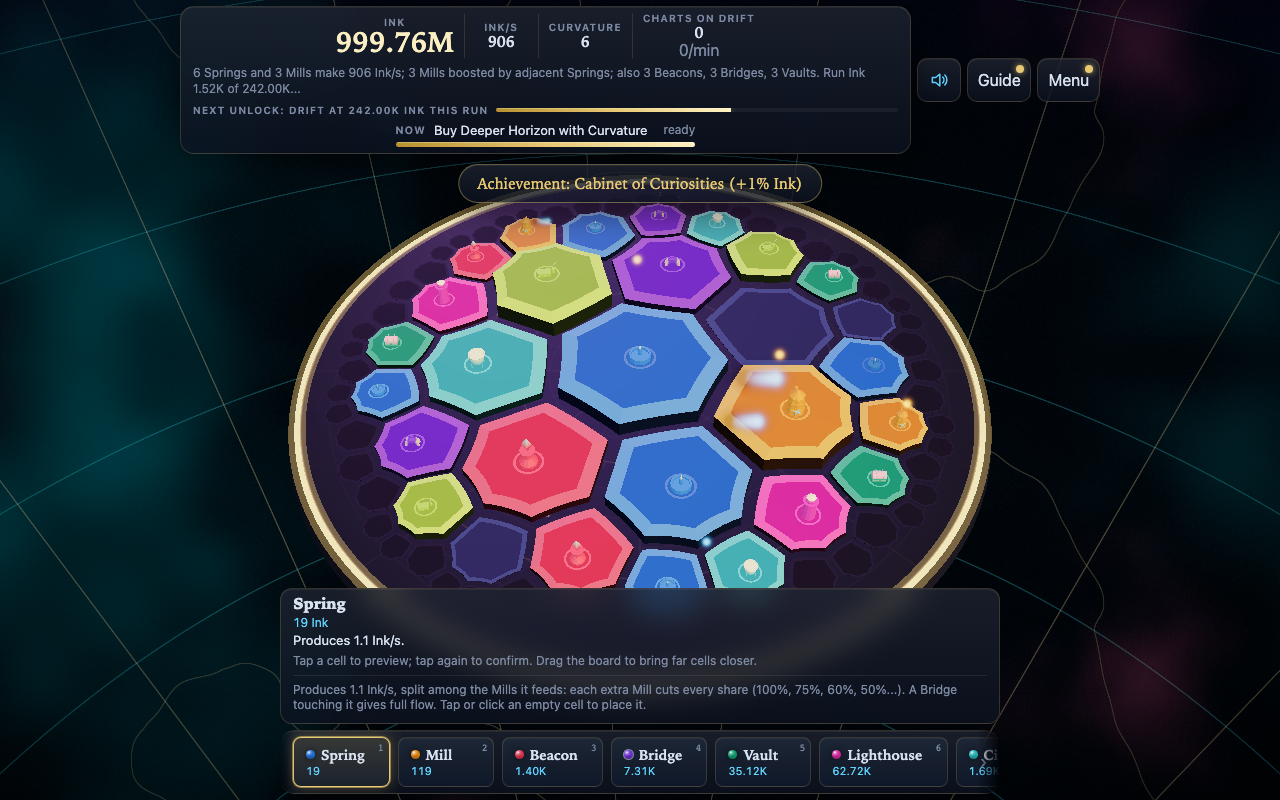 INK
999.76M
INK/S
906
CURVATURE
6
CHARTS ON DRIFT
0
0/min
6 Springs and 3 Mills make 906 Ink/s; 3 Mills boosted by adjacent Springs; also 3 Beacons, 3 Bridges, 3 Vaults. Run Ink
1.52K of 242.00K...
NEXT UNLOCK: DRIFT AT 242.00K INK THIS RUN
NOW Buy Deeper Horizon with Curvature ready
Guide
Menu
Achievement: Cabinet of Curiosities (+1% Ink)
Spring
19 Ink
Produces 1.1 Ink/s.
Tap a cell to preview; tap again to confirm. Drag the board to bring far cells closer.
Produces 1.1 Ink/s, split among the Mills it feeds: each extra Mill cuts every share (100%, 75%, 60%, 50%...). A Bridge
touching it gives full flow. Tap or click an empty cell to place it.
Spring 1
19
Mill 2
119
Beacon 3
1.40K
Bridge 4
7.31K
Vault 5
35.12K
Lighthouse 6
62.72K